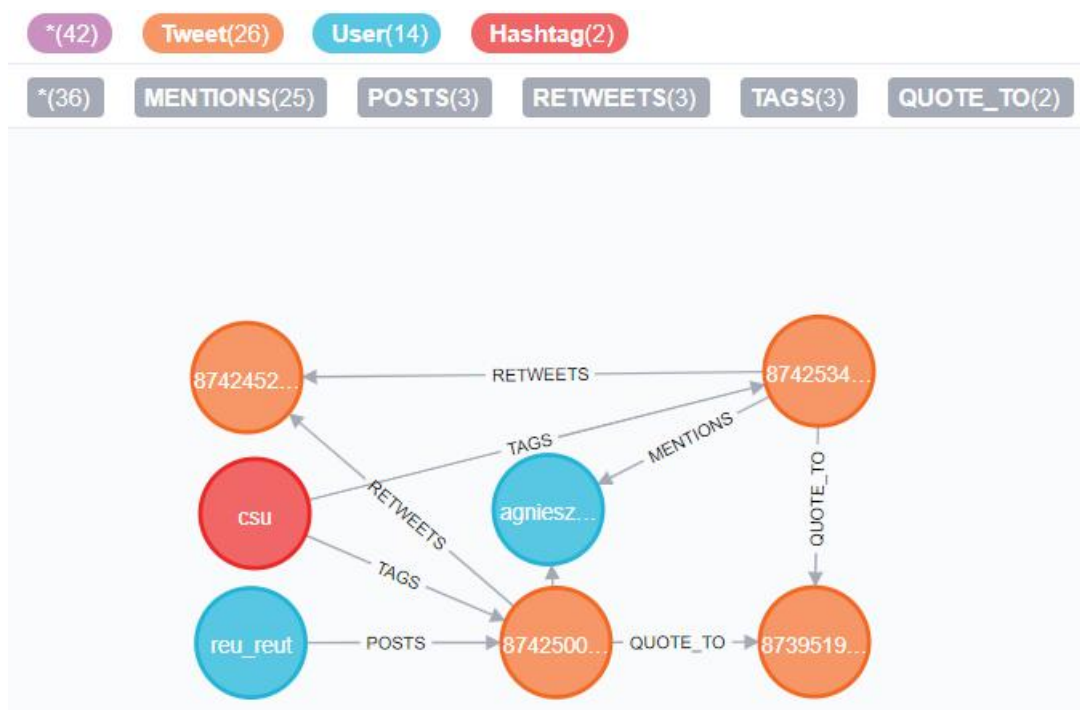 *(42) Tweet(26) User(14) Hashtag(2)
*(36) MENTIONS(25) POSTS(3) RETWEETS(3) TAGS(3) QUOTE_TO(2)
8742452...
RETWEETS
8742534...
TAGS
MENTIONS
RETWEETS
csu
agniesz...
QUOTE_TO
TAGS
reu_reut
POSTS
8742500...
QUOTE_TO
8739519...